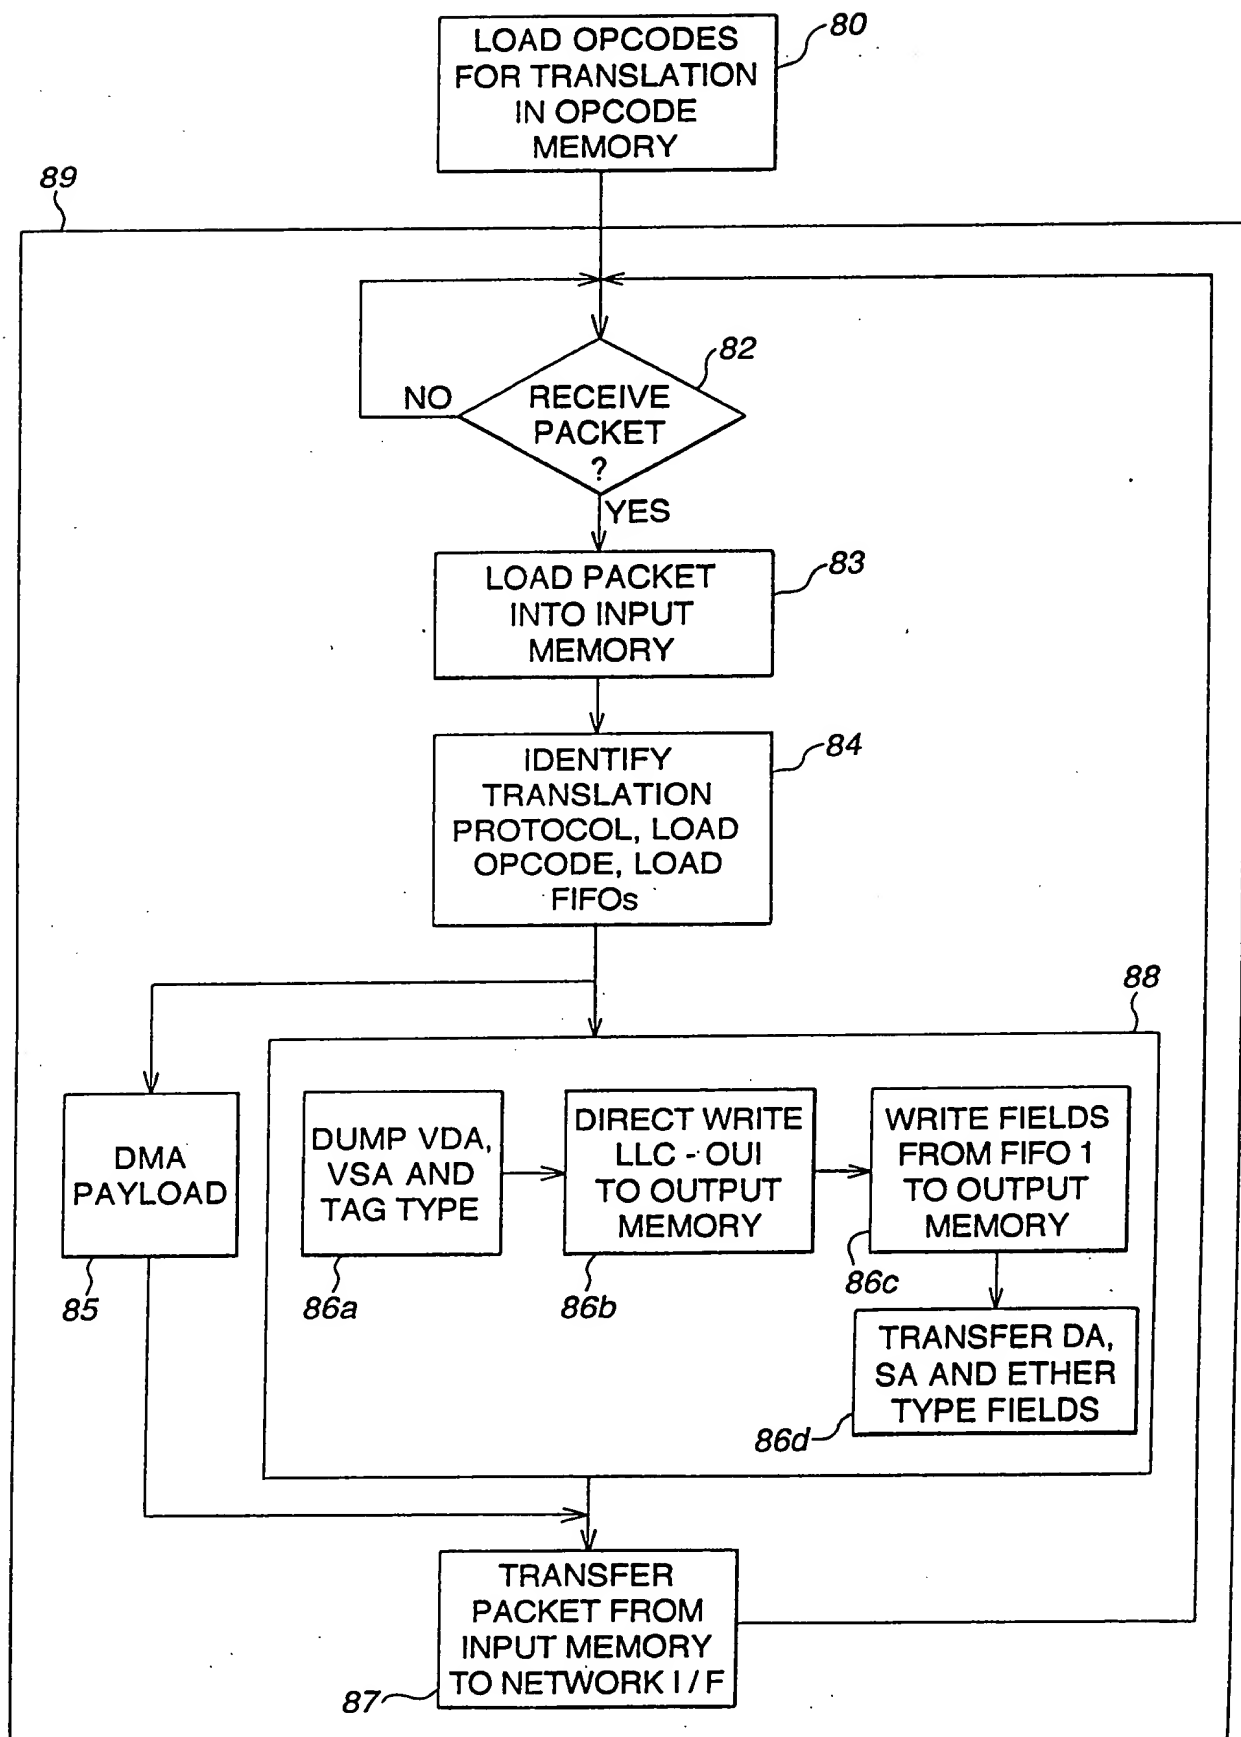 LOAD OPCODES
FOR TRANSLATION
IN OPCODE
MEMORY
80
89
82
NO
RECEIVE
PACKET
?
YES
LOAD PACKET
INTO INPUT
MEMORY
83
IDENTIFY
TRANSLATION
PROTOCOL, LOAD
OPCODE, LOAD
FIFOs
84
88
DMA
PAYLOAD
85
DUMP VDA,
VSA AND
TAG TYPE
86a
DIRECT WRITE
LLC - OUI
TO OUTPUT
MEMORY
86b
WRITE FIELDS
FROM FIFO 1
TO OUTPUT
MEMORY
86c
TRANSFER DA,
SA AND ETHER
TYPE FIELDS
86d
TRANSFER
PACKET FROM
INPUT MEMORY
TO NETWORK I / F
87